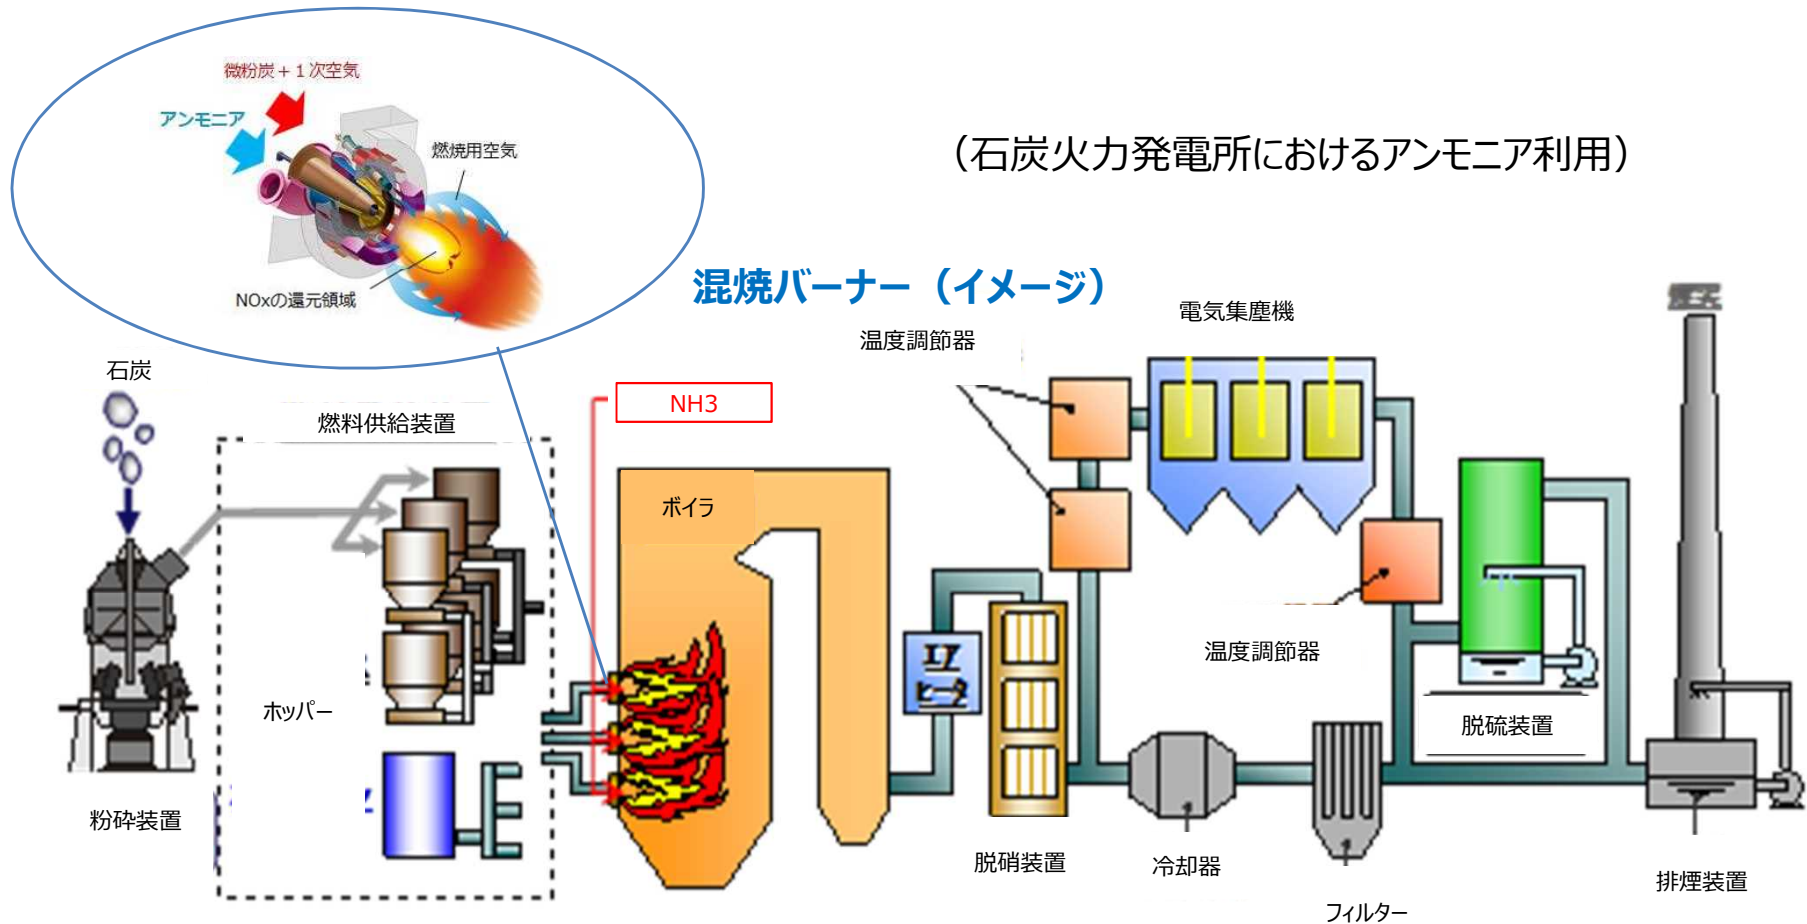 微粉炭+1次空気
アンモニア
燃焼用空気
NOxの還元領域
（石炭火力発電所におけるアンモニア利用）
混焼バーナー（イメージ）
電気集塵機
温度調節器
石炭
NH3
燃料供給装置
ボイラ
エア
ヒータ
温度調節器
ホッパー
脱硫装置
粉砕装置
脱硝装置
冷却器
排煙装置
フィルター